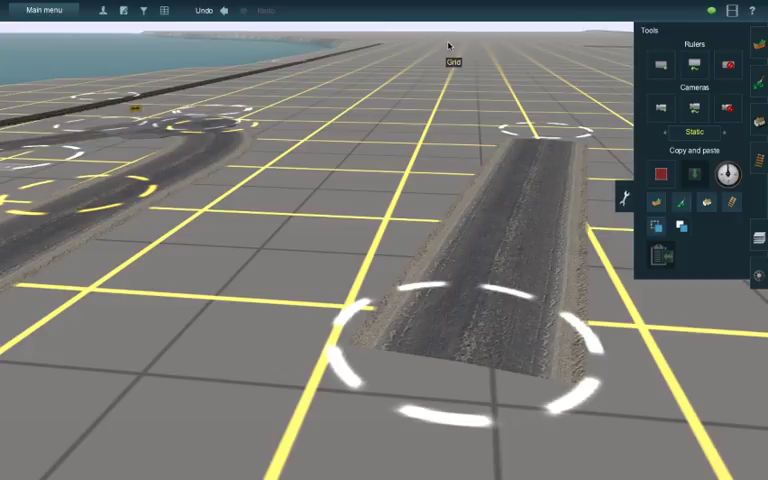 Main menu
Undo
Redo
Grid
Tools
Rulers
Cameras
Static
Copy and paste
?